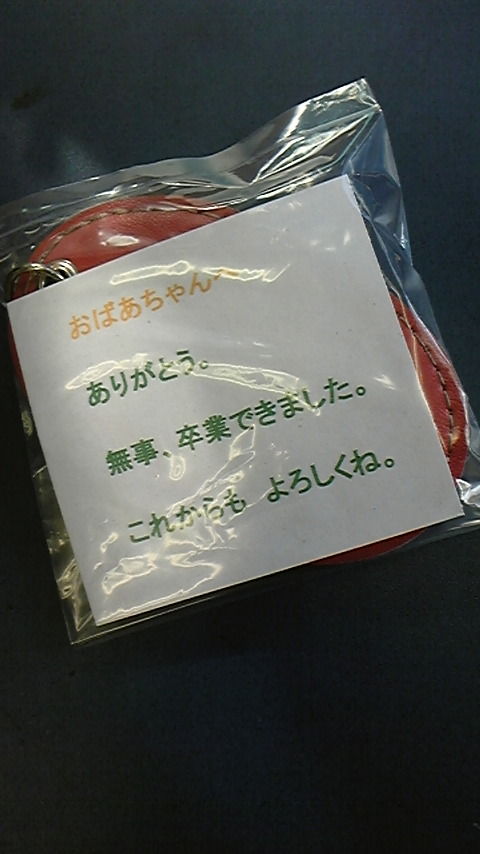 おばあちゃんへ
ありがとう。
無事、卒業できました。
これからも よろしくね。